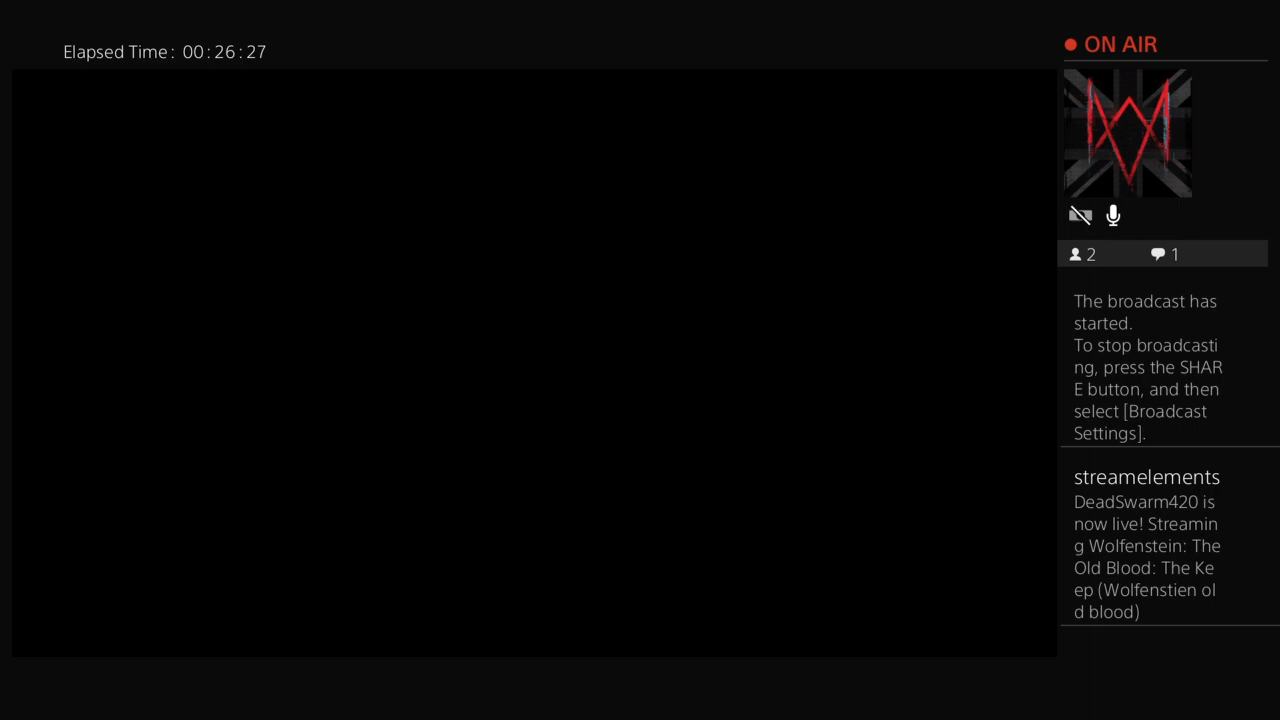 Elapsed Time: 00:26:27
ON AIR
2 1
The broadcast has
started.
To stop broadcasti
ng, press the SHAR
E button, and then
select [Broadcast
Settings].
streamelements
DeadSwarm420 is
now live! Streamin
g Wolfenstein: The
Old Blood: The Ke
ep (Wolfenstien ol
d blood)